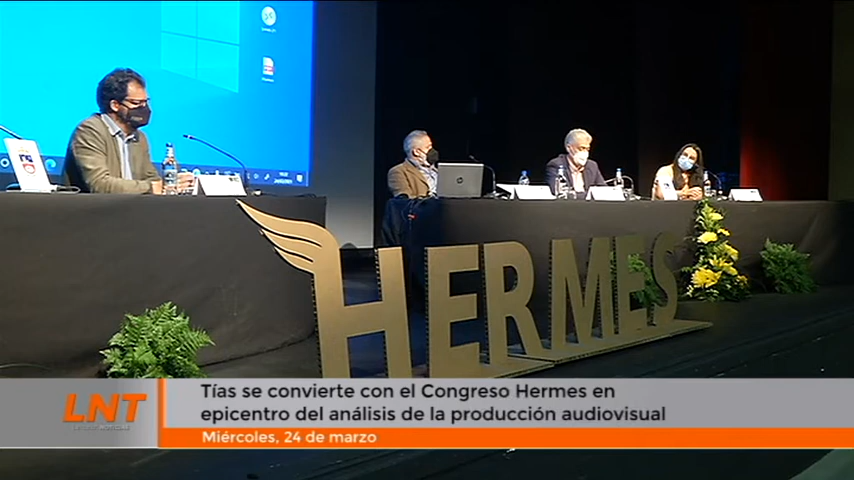 HERMES
LNT
NOTICIAS
Tías se convierte con el Congreso Hermes en
epicentro del análisis de la producción audiovisual
Miércoles, 24 de marzo